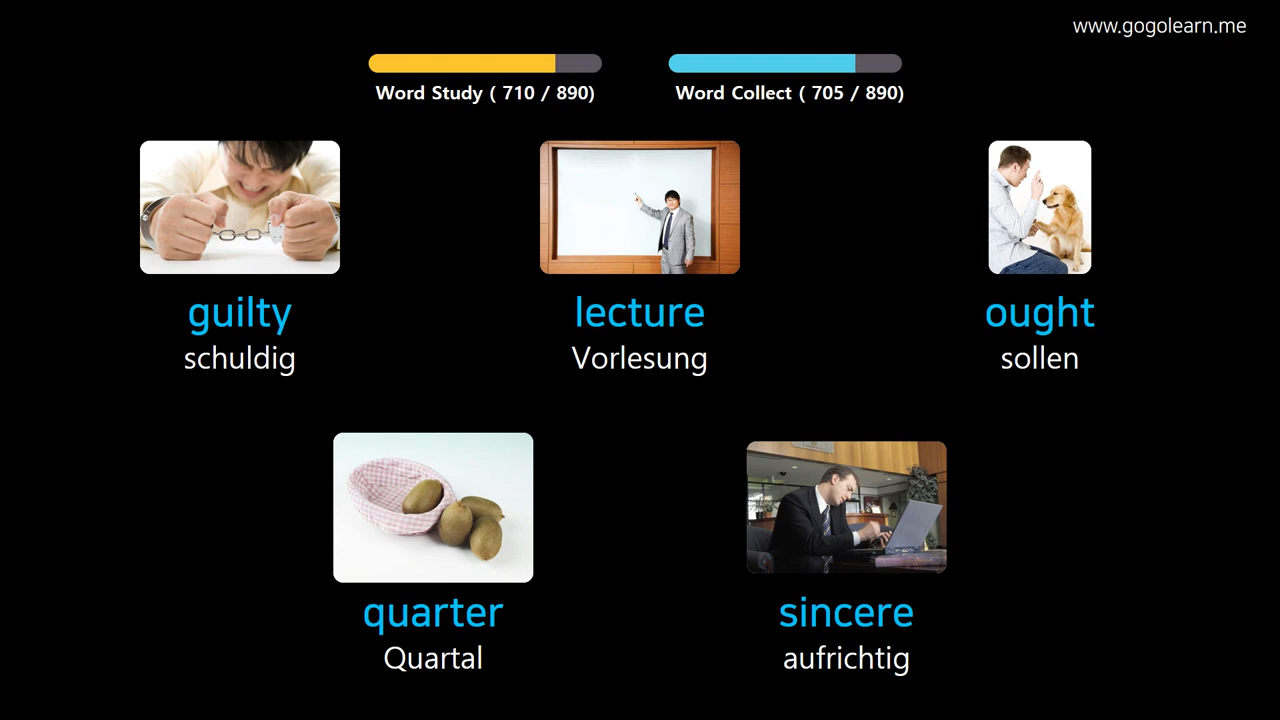 www.gogolearn.me
Word Study ( 710 / 890)
Word Collect ( 705 / 890)
guilty
schuldig
lecture
Vorlesung
ought
sollen
quarter
Quartal
sincere
aufrichtig